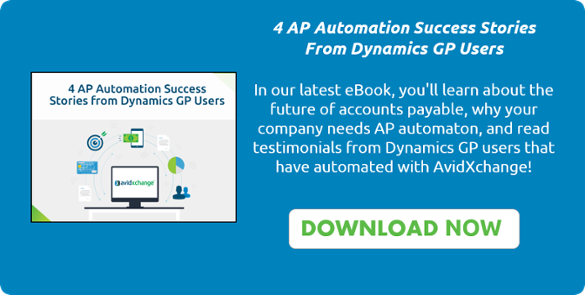 4 AP Automation Success Stories
From Dynamics GP Users
4 AP Automation Success
Stories from Dynamics GP Users
avidxchange
In our latest eBook, you'll learn about the
future of accounts payable, why your
company needs AP automaton, and read
testimonials from Dynamics GP users that
have automated with AvidXchange!
DOWNLOAD NOW